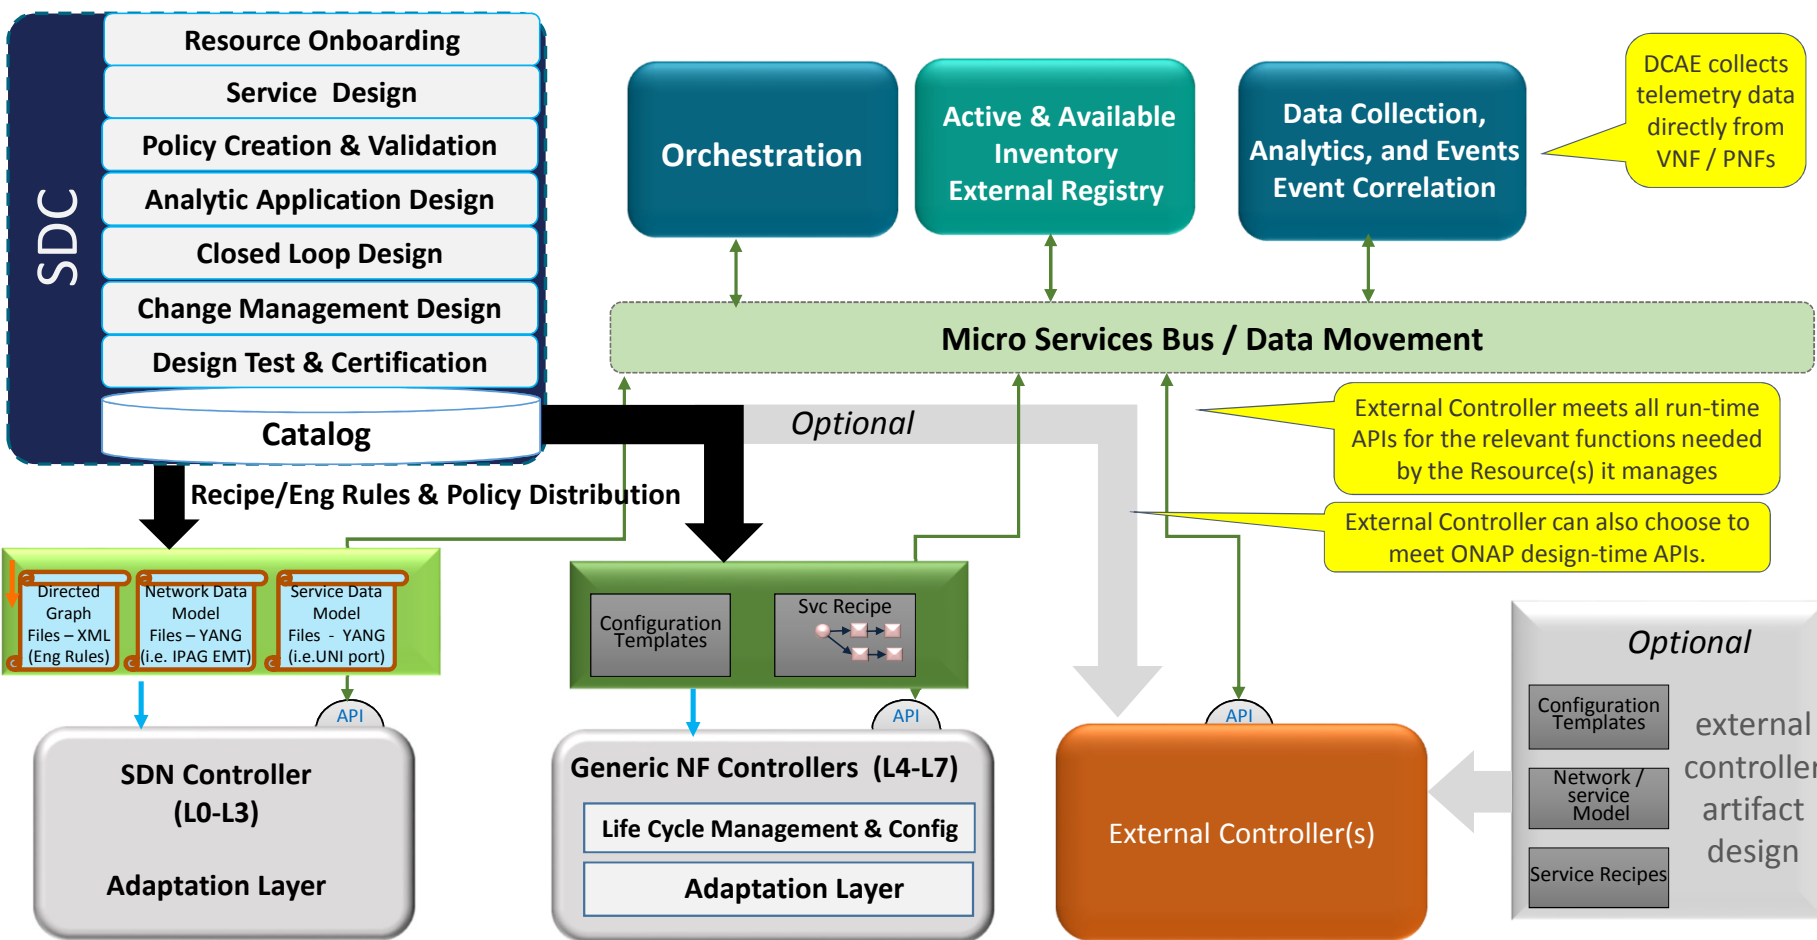 SDC
Resource Onboarding
Service Design
Policy Creation & Validation
Analytic Application Design
Closed Loop Design
Change Management Design
Design Test & Certification
Catalog
Orchestration
Active & Available
Inventory
External Registry
Data Collection,
Analytics, and Events
Event Correlation
DCAE collects
telemetry data
directly from
VNF / PNFs
Micro Services Bus / Data Movement
Optional
External Controller meets all run-time
APIs for the relevant functions needed
by the Resource(s) it manages
Recipe/Eng Rules & Policy Distribution
External Controller can also choose to
meet ONAP design-time APIs.
Directed
Graph
Files – XML
(Eng Rules)
Network Data
Model
Files – YANG
(i.e. IPAG EMT)
Service Data
Model
Files - YANG
(i.e.UNI port)
Configuration
Templates
Svc Recipe
API
API
API
SDN Controller
(L0-L3)
Adaptation Layer
Generic NF Controllers (L4-L7)
Life Cycle Management & Config
Adaptation Layer
External Controller(s)
Optional
Configuration
Templates
Network /
service
Model
Service Recipes
external
controller
artifact
design